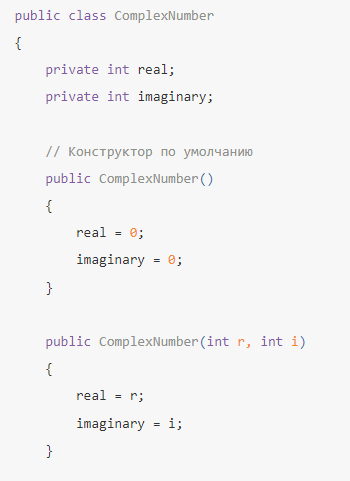 public class ComplexNumber
{
    private int real;
    private int imaginary;

    // Конструктор по умолчанию
    public ComplexNumber()
    {
        real = 0;
        imaginary = 0;
    }

    public ComplexNumber(int r, int i)
    {
        real = r;
        imaginary = i;
    }